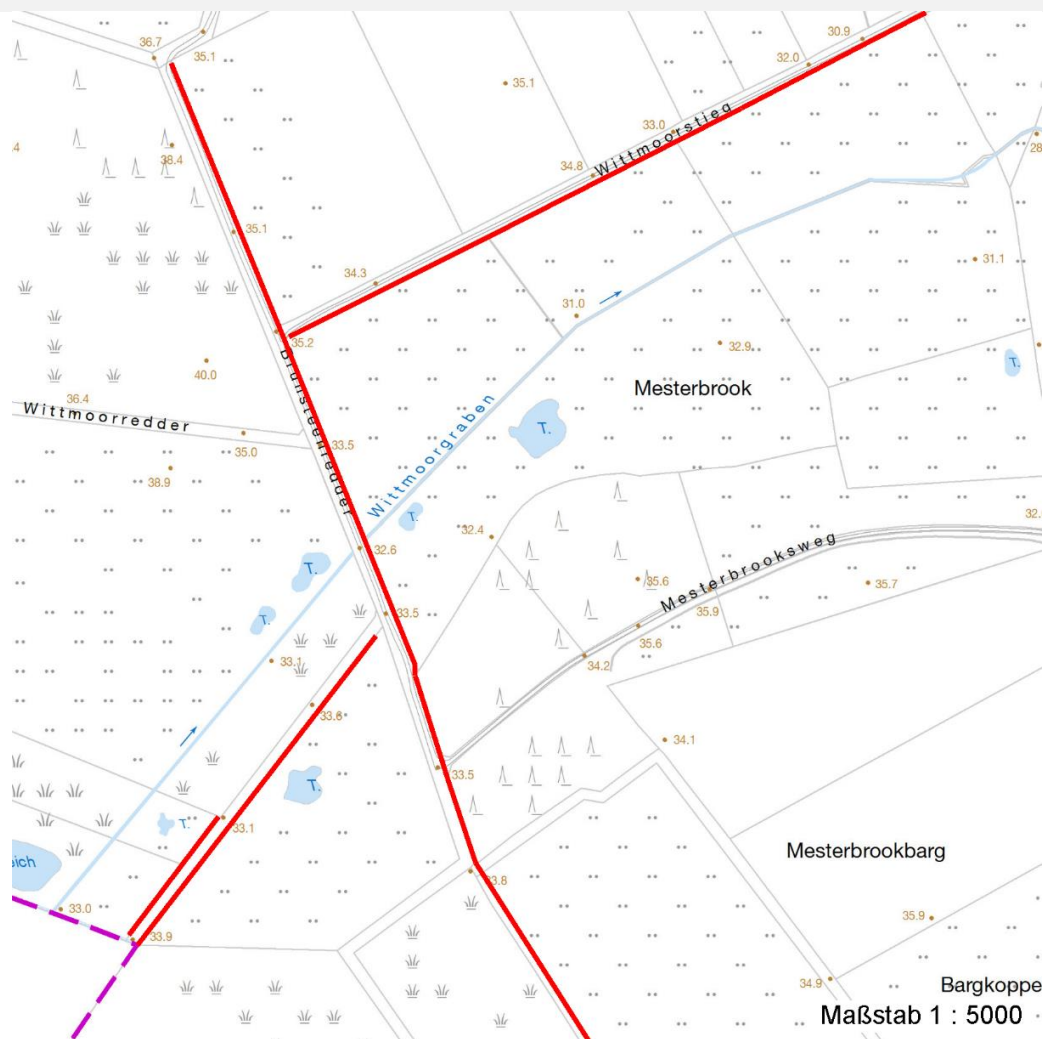 36.7
35.1
30.9
32.0
35.1
38.4
33.0
Wittmoorstieg
34.8
35.1
31.1
34.3
31.0
35.2
32.9
40.0
T.
Mesterbrook
Brunsteenredder
36.4
Wittmoorredder
35.0
33.5
Wittmoorgraben
T.
38.9
T.
32.4
32.6
Mesterbrooksweg
T.
35.6
35.9
35.7
33.5
T.
35.6
33.1
34.2
33.6
34.1
33.5
T.
33.1
T.
Mesterbrookbarg
33.8
33.0
35.9
33.9
34.9
Bargkoppe
Maßstab 1 : 5000